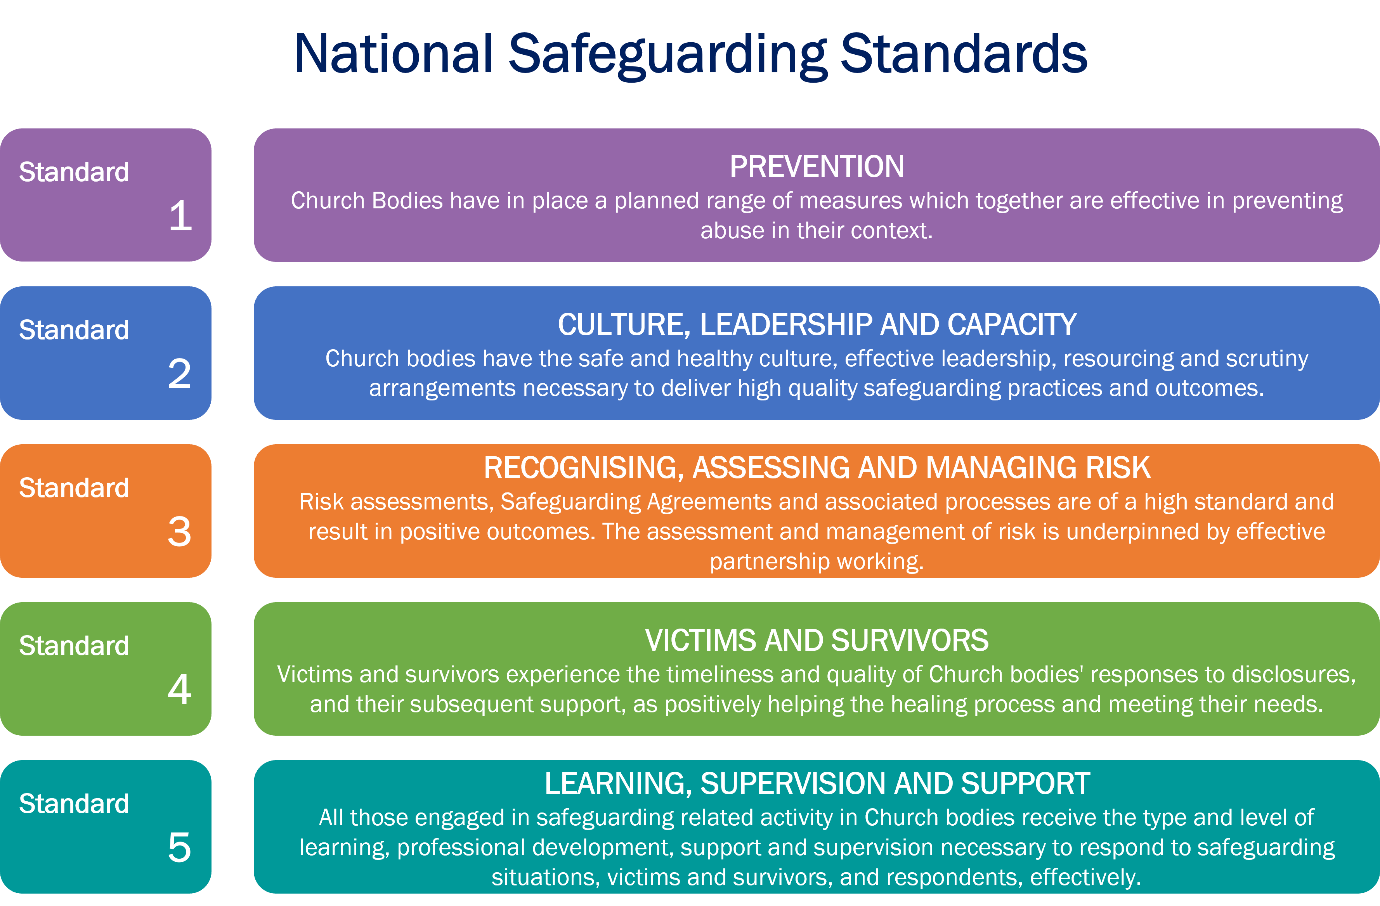 National Safeguarding Standards
Standard
1
PREVENTION
Church Bodies have in place a planned range of measures which together are effective in preventing
abuse in their context.
Standard
2
CULTURE, LEADERSHIP AND CAPACITY
Church bodies have the safe and healthy culture, effective leadership, resourcing and scrutiny
arrangements necessary to deliver high quality safeguarding practices and outcomes.
Standard
3
RECOGNISING, ASSESSING AND MANAGING RISK
Risk assessments, Safeguarding Agreements and associated processes are of a high standard and
result in positive outcomes. The assessment and management of risk is underpinned by effective
partnership working.
Standard
4
VICTIMS AND SURVIVORS
Victims and survivors experience the timeliness and quality of Church bodies' responses to disclosures,
and their subsequent support, as positively helping the healing process and meeting their needs.
Standard
5
LEARNING, SUPERVISION AND SUPPORT
All those engaged in safeguarding related activity in Church bodies receive the type and level of
learning, professional development, support and supervision necessary to respond to safeguarding
situations, victims and survivors, and respondents, effectively.